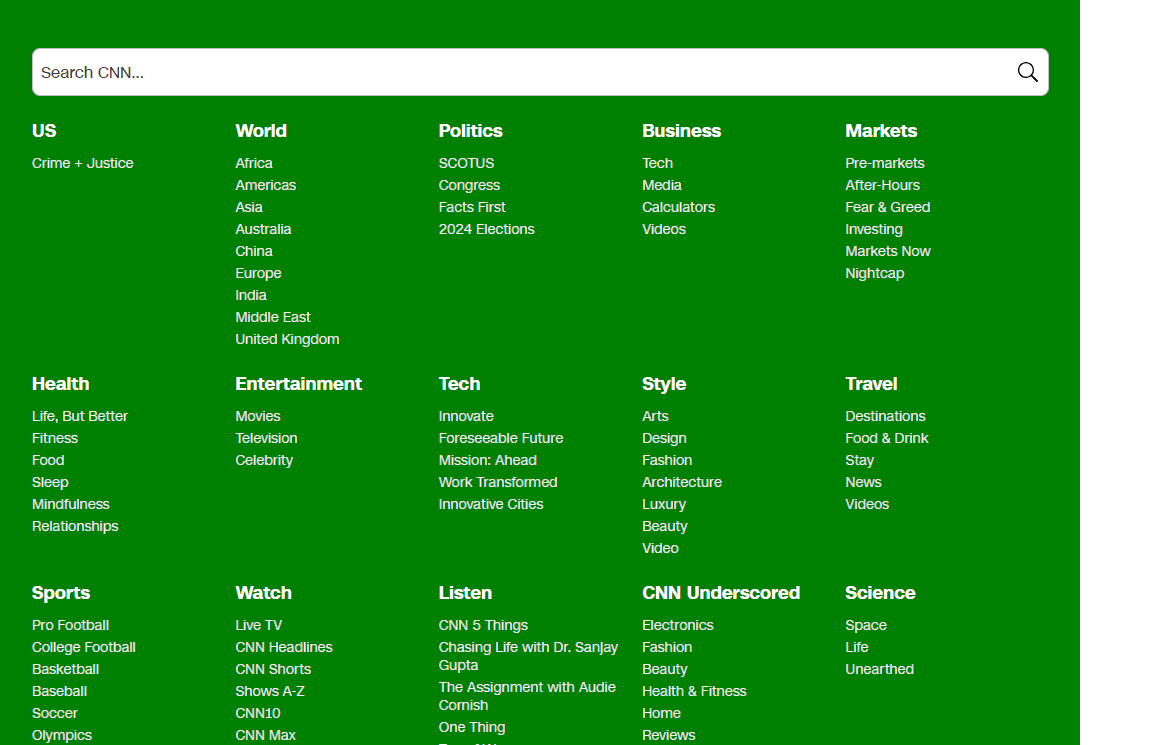 Search CNN...
US
Crime + Justice
World
Africa
Americas
Asia
Australia
China
Europe
India
Middle East
United Kingdom
Politics
SCOTUS
Congress
Facts First
2024 Elections
Business
Tech
Media
Calculators
Videos
Markets
Pre-markets
After-Hours
Fear & Greed
Investing
Markets Now
Nightcap
Health
Life, But Better
Fitness
Food
Sleep
Mindfulness
Relationships
Entertainment
Movies
Television
Celebrity
Tech
Innovate
Foreseeable Future
Mission: Ahead
Work Transformed
Innovative Cities
Style
Arts
Design
Fashion
Architecture
Luxury
Beauty
Video
Travel
Destinations
Food & Drink
Stay
News
Videos
Sports
Pro Football
College Football
Basketball
Baseball
Soccer
Olympics
Watch
Live TV
CNN Headlines
CNN Shorts
Shows A-Z
CNN10
CNN Max
Listen
CNN 5 Things
Chasing Life with Dr. Sanjay
Gupta
The Assignment with Audie
Cornish
One Thing
CNN Underscored
Electronics
Fashion
Beauty
Health & Fitness
Home
Reviews
Science
Space
Life
Unearthed